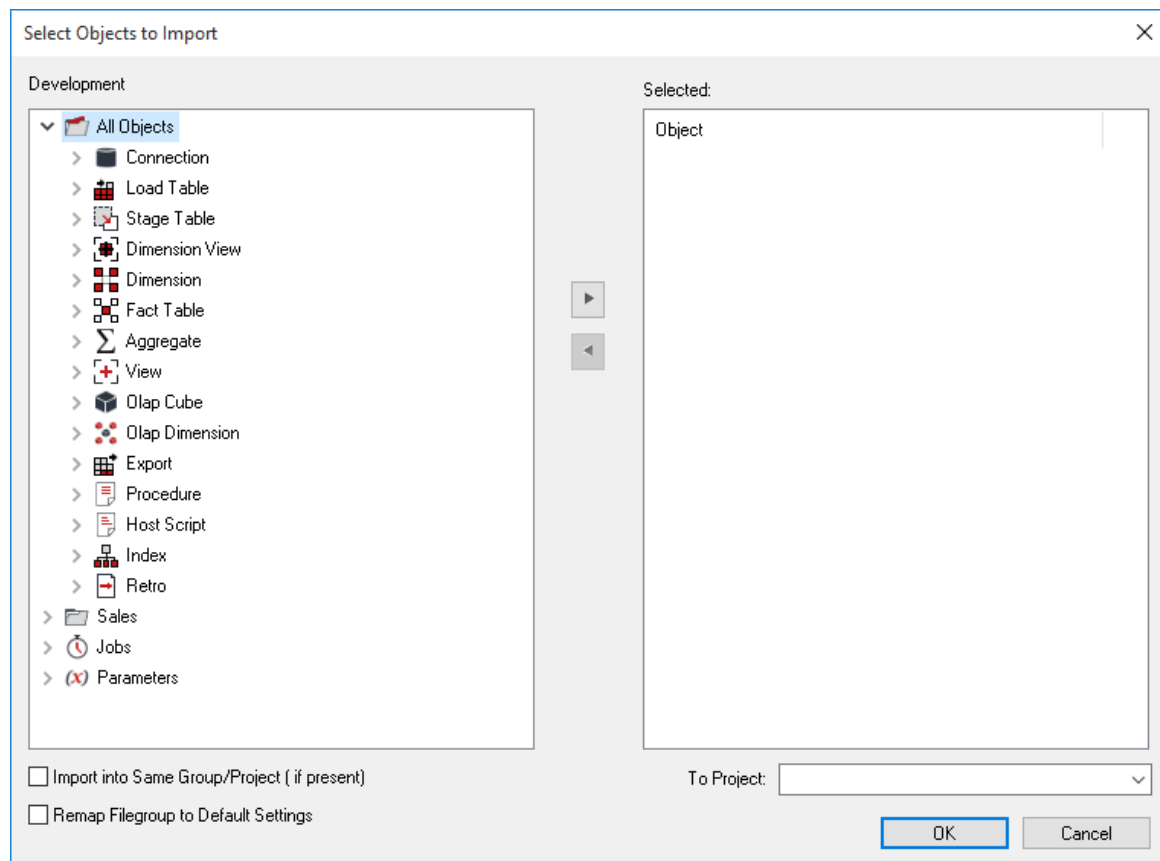 Select Objects to Import
Development
Selected:
All Objects
Connection
Load Table
Stage Table
Dimension View
Dimension
Fact Table
Aggregate
View
Olap Cube
Olap Dimension
Export
Procedure
Host Script
Index
Retro
Sales
Jobs
(x) Parameters
Object
Import into Same Group/Project ( if present)
Remap Filegroup to Default Settings
To Project:
OK
Cancel